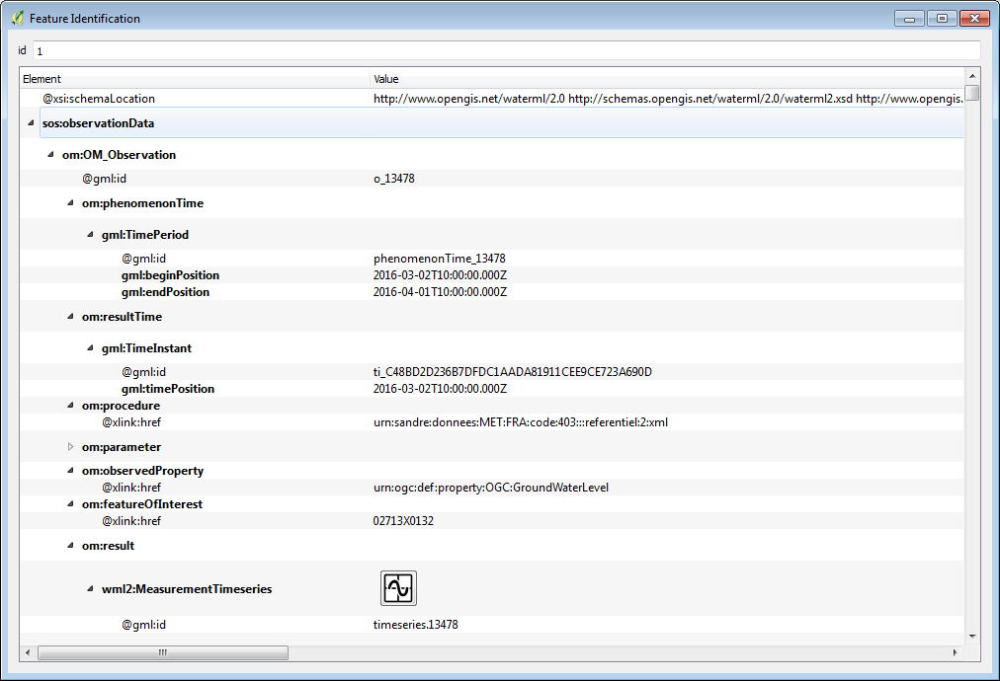 Feature Identification
id 1
Element Value
@xsi:schemaLocation http://www.opengis.net/waterml/2.0 http://schemas.opengis.net/waterml/2.0/waterml2.xsd http://www.opengis.
sos:observationData
om:OM_Observation
@gml:id o_13478
om:phenomenonTime
gml:TimePeriod
@gml:id phenomenonTime_13478
gml:beginPosition 2016-03-02T10:00:00.000Z
gml:endPosition 2016-04-01T10:00:00.000Z
om:resultTime
gml:TimeInstant
@gml:id ti_C48BD2D236B7DFDC1AADA81911CEE9CE723A690D
gml:timePosition 2016-03-02T10:00:00.000Z
om:procedure
@xlink:href urn:sandre:donnees:MET:FRA:code:403:::referentiel:2:xml
om:parameter
om:observedProperty
@xlink:href urn:ogc:def:property:OGC:GroundWaterLevel
om:featureOfInterest
@xlink:href 02713X0132
om:result
wml2:MeasurementTimeseries
@gml:id timeseries.13478